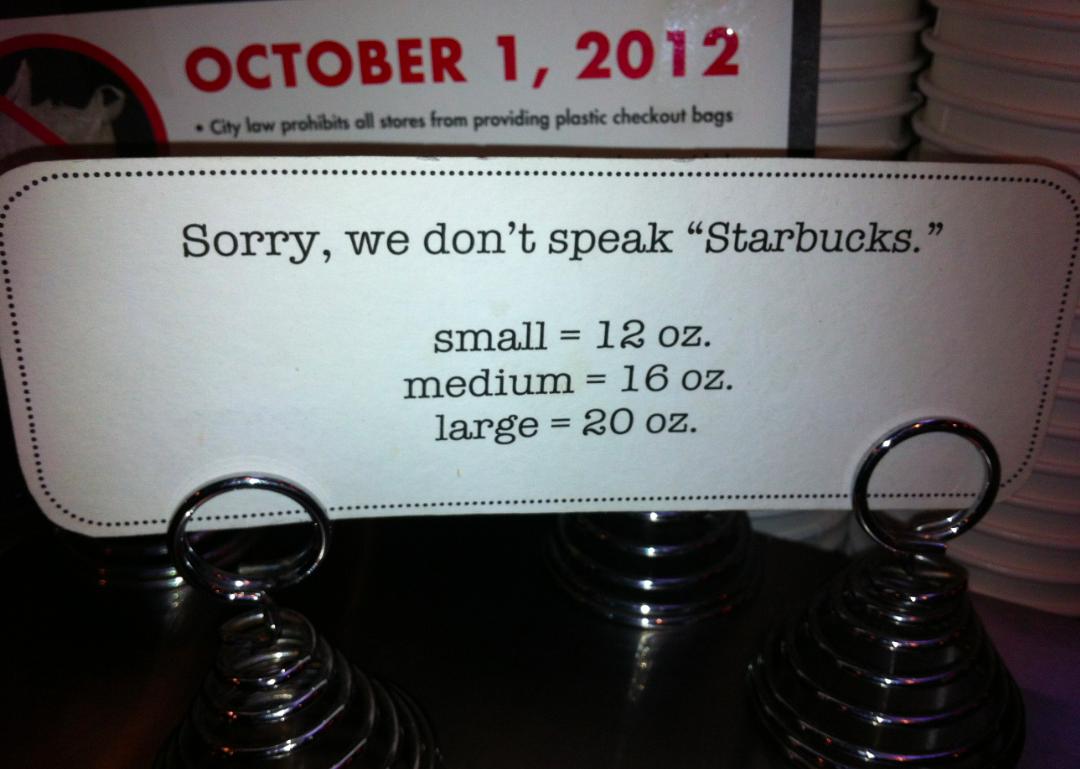 OCTOBER 1, 2012
• City law prohibits all stores from providing plastic checkout bags
Sorry, we don't speak “Starbucks.”
small = 12 oz.
medium = 16 oz.
large = 20 oz.